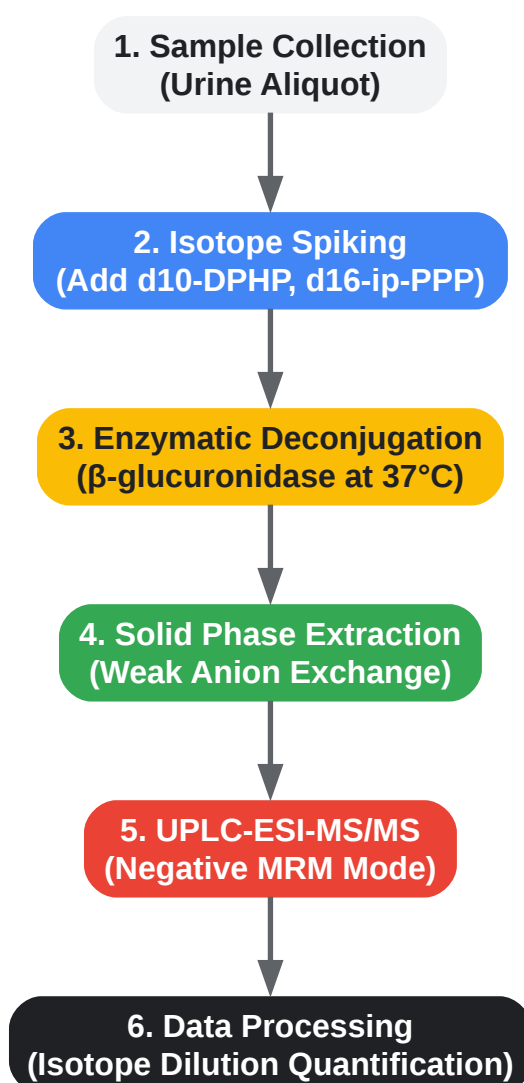 1. Sample Collection
(Urine Aliquot)
2. Isotope Spiking
(Add d10-DPHP, d16-ip-PPP)
3. Enzymatic Deconjugation
(β-glucuronidase at 37°C)
4. Solid Phase Extraction
(Weak Anion Exchange)
5. UPLC-ESI-MS/MS
(Negative MRM Mode)
6. Data Processing
(Isotope Dilution Quantification)